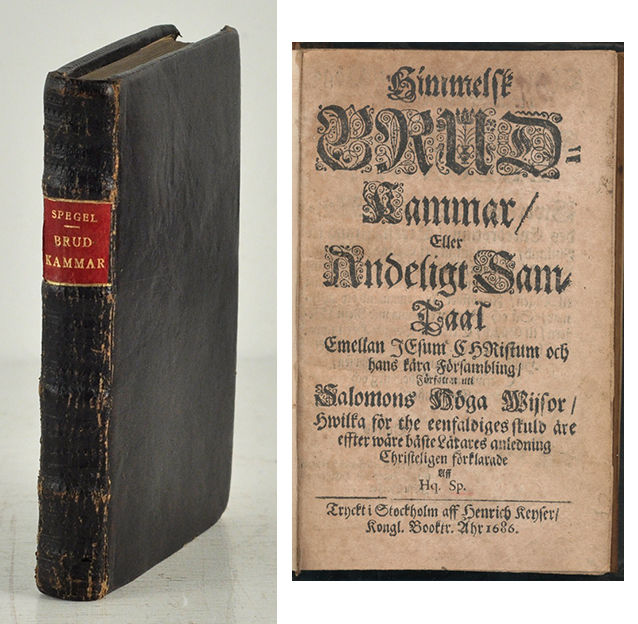 SPEGEL
BRUD
KAMMAR
Himmelsk
BRUD-
Kammar/
Eller
Andeligt Sam-
Taal
Emellan JEsum CHRistum och
hans kära Försambling/
Författat uti
Salomons Höga Wijsor/
Hwilka för the eenfaldiges skuld äre
effter wåre bäste Lärares anledning
Christeligen förklarade
Aff
Hq. Sp.
Tryckt i Stockholm aff Henrich Keyser/
Kongl. Booktr. Åhr 1686.